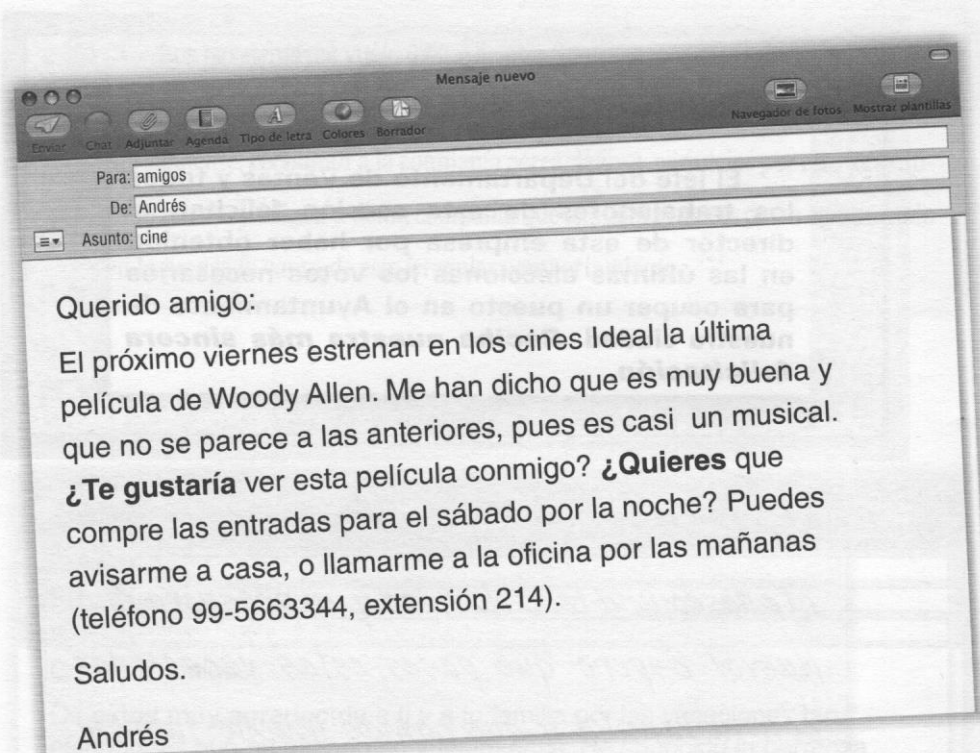 Mensaje nuevo
Enviar Chat Adjuntar Agenda Tipo de letra Colores Borrador Navegador de fotos Mostrar plantillas
Para: amigos
De: Andrés
Asunto: cine
Querido amigo:
El próximo viernes estrenan en los cines Ideal la última
película de Woody Allen. Me han dicho que es muy buena y
que no se parece a las anteriores, pues es casi un musical.
¿Te gustaría ver esta película conmigo? ¿Quieres que
compre las entradas para el sábado por la noche? Puedes
avisarme a casa, o llamarme a la oficina por las mañanas
(teléfono 99-5663344, extensión 214).
Saludos.
Andrés